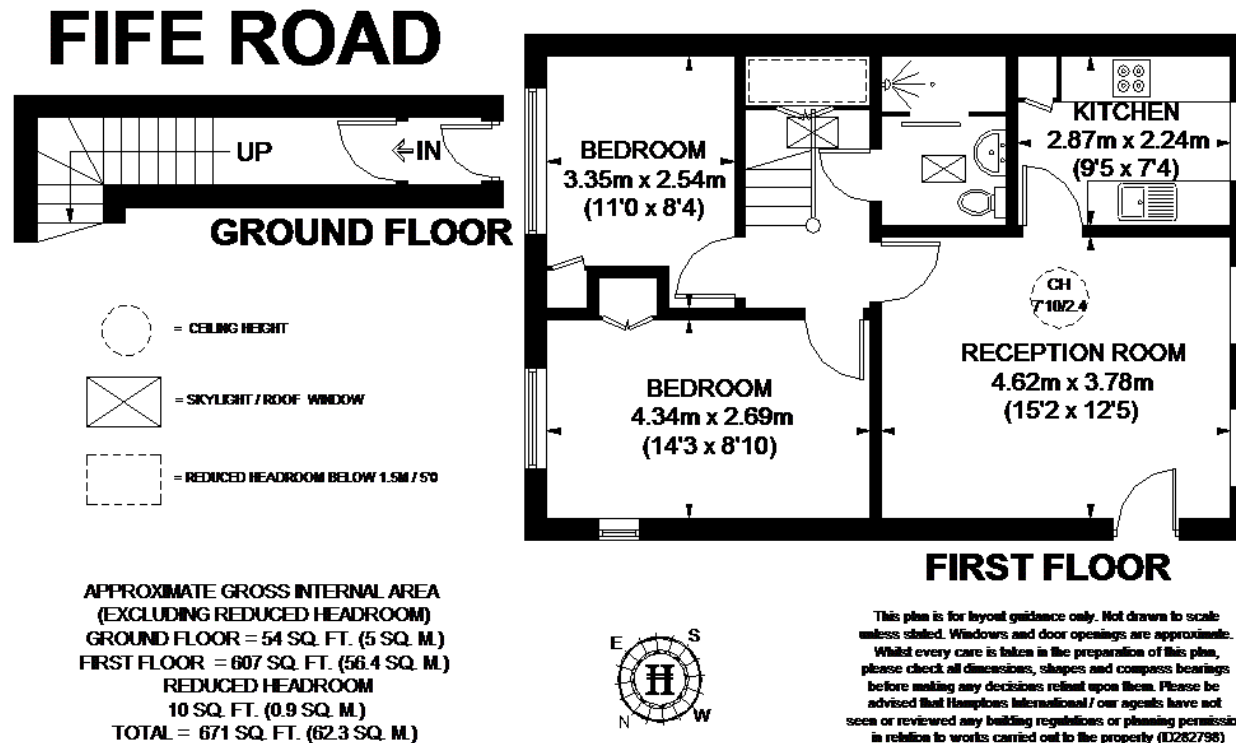 FIFE ROAD
UP
IN
GROUND FLOOR
BEDROOM
3.35m x 2.54m
(11'0 x 8'4)
KITCHEN
2.87m x 2.24m
(9'5 x 7'4)
CH
7'10/2.4
RECEPTION ROOM
4.62m x 3.78m
(15'2 x 12'5)
BEDROOM
4.34m x 2.69m
(14'3 x 8'10)
FIRST FLOOR
= CEILING HEIGHT
= SKYLIGHT / ROOF WINDOW
= REDUCED HEADROOM BELOW 1.5M / 5'0
APPROXIMATE GROSS INTERNAL AREA
(EXCLUDING REDUCED HEADROOM)
GROUND FLOOR = 54 SQ. FT. (5 SQ. M.)
FIRST FLOOR = 607 SQ. FT. (56.4 SQ. M.)
REDUCED HEADROOM
10 SQ. FT. (0.9 SQ. M.)
TOTAL = 671 SQ. FT. (62.3 SQ. M.)
E
S
H
N
W
This plan is for layout guidance only. Not drawn to scale
unless stated. Windows and door openings are approximate.
Whilst every care is taken in the preparation of this plan,
please check all dimensions, shapes and compass bearings
before making any decisions reliant upon them. Please be
advised that Hamptons International / our agents have not
seen or reviewed any building regulations or planning permissio
in relation to works carried out to the property (ID282798)